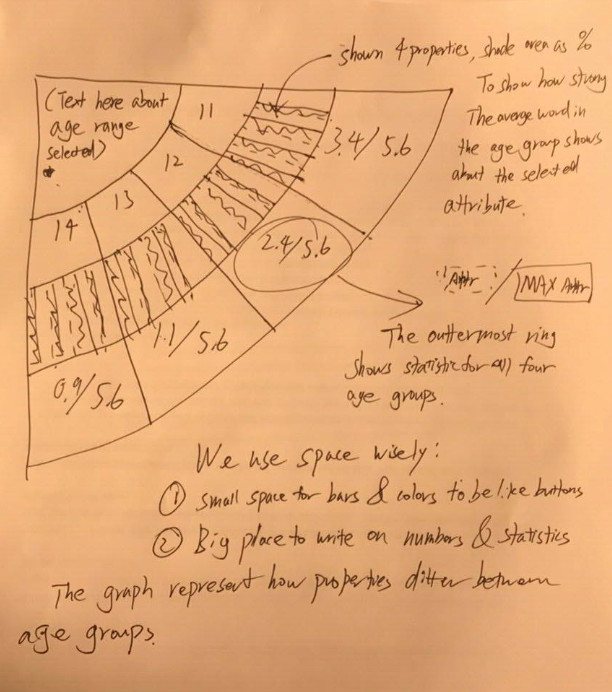 shown 4 properties, shade area as %
To show how strong
The average word in
the age group shows
about the selected
attribute.
(Text here about
age range
selected)
11
12
13
14
3.4/5.6
2.4/5.6
1.1/5.6
0.9/5.6
Attr / MAX Attr
The outtermost ring
shows statistic for all four
age groups.
We use space wisely:
① small space for bars & colors to be like buttons
② Big place to write on numbers & statistics
The graph represent how properties differ between
age groups.